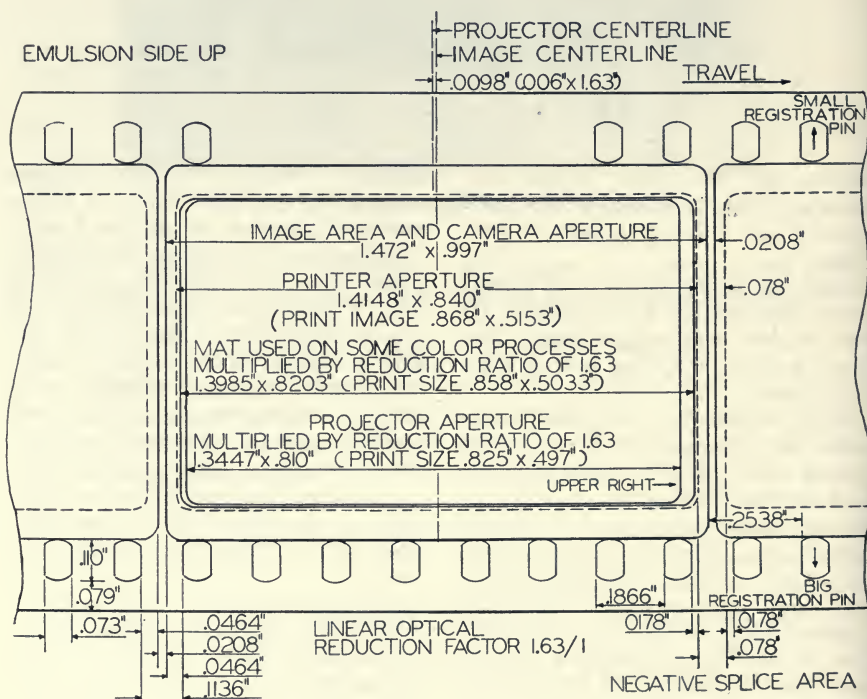 EMULSION SIDE UP
PROJECTOR CENTERLINE
IMAGE CENTERLINE
.0098" (.006"x1.63")
TRAVEL
SMALL
REGISTRATION
PIN
IMAGE AREA AND CAMERA APERTURE
1.472" x .997"
.0208"
PRINTER APERTURE
1.4148" x .840"
(PRINT IMAGE .868" x .5153")
.078"
MAT USED ON SOME COLOR PROCESSES
MULTIPLIED BY REDUCTION RATIO OF 1.63
1.3985"x.8203" (PRINT SIZE .858"x.5033")
PROJECTOR APERTURE
MULTIPLIED BY REDUCTION RATIO OF 1.63
1.3447"x.810" (PRINT SIZE .825"x.497")
UPPER RIGHT
.2538"
.110"
.079"
.073"
.0464"
.0208"
.0464"
.1136"
LINEAR OPTICAL
REDUCTION FACTOR 1.63/1
.1866"
BIG
REGISTRATION PIN
.0178"
.0178"
.078"
NEGATIVE SPLICE AREA